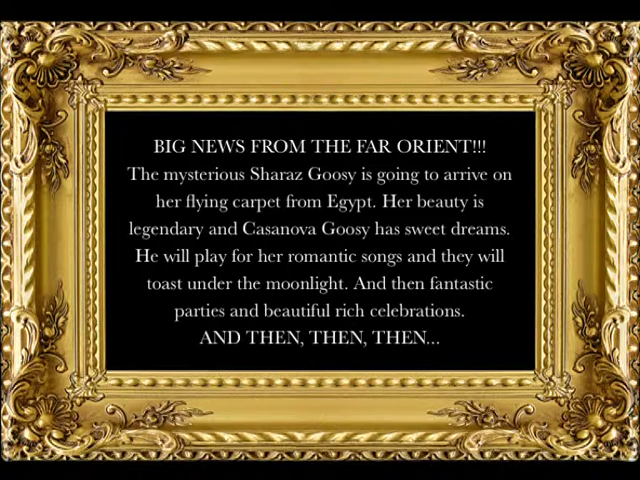 BIG NEWS FROM THE FAR ORIENT!!!
The mysterious Sharaz Goosy is going to arrive on
her flying carpet from Egypt. Her beauty is
legendary and Casanova Goosy has sweet dreams.
He will play for her romantic songs and they will
toast under the moonlight. And then fantastic
parties and beautiful rich celebrations.
AND THEN, THEN, THEN...